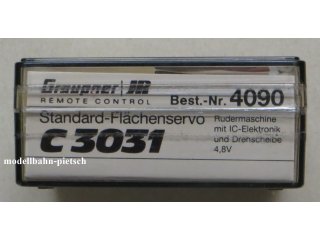 Graupner JR
REMOTE CONTROL
Best.-Nr. 4090
Standard-Flächenservo
C 3031
Rudermaschine
mit IC-Elektronik
und Drehscheibe
4,8V
modellbahn-pietsch